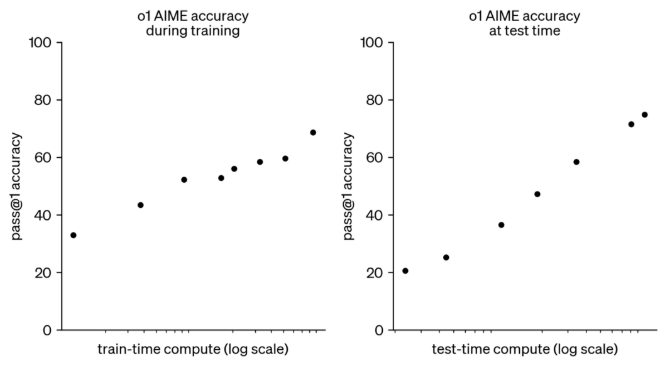 o1 AIME accuracy
during training
100
80
60
40
20
0
pass@1 accuracy
train-time compute (log scale)
o1 AIME accuracy
at test time
100
80
60
40
20
0
pass@1 accuracy
test-time compute (log scale)